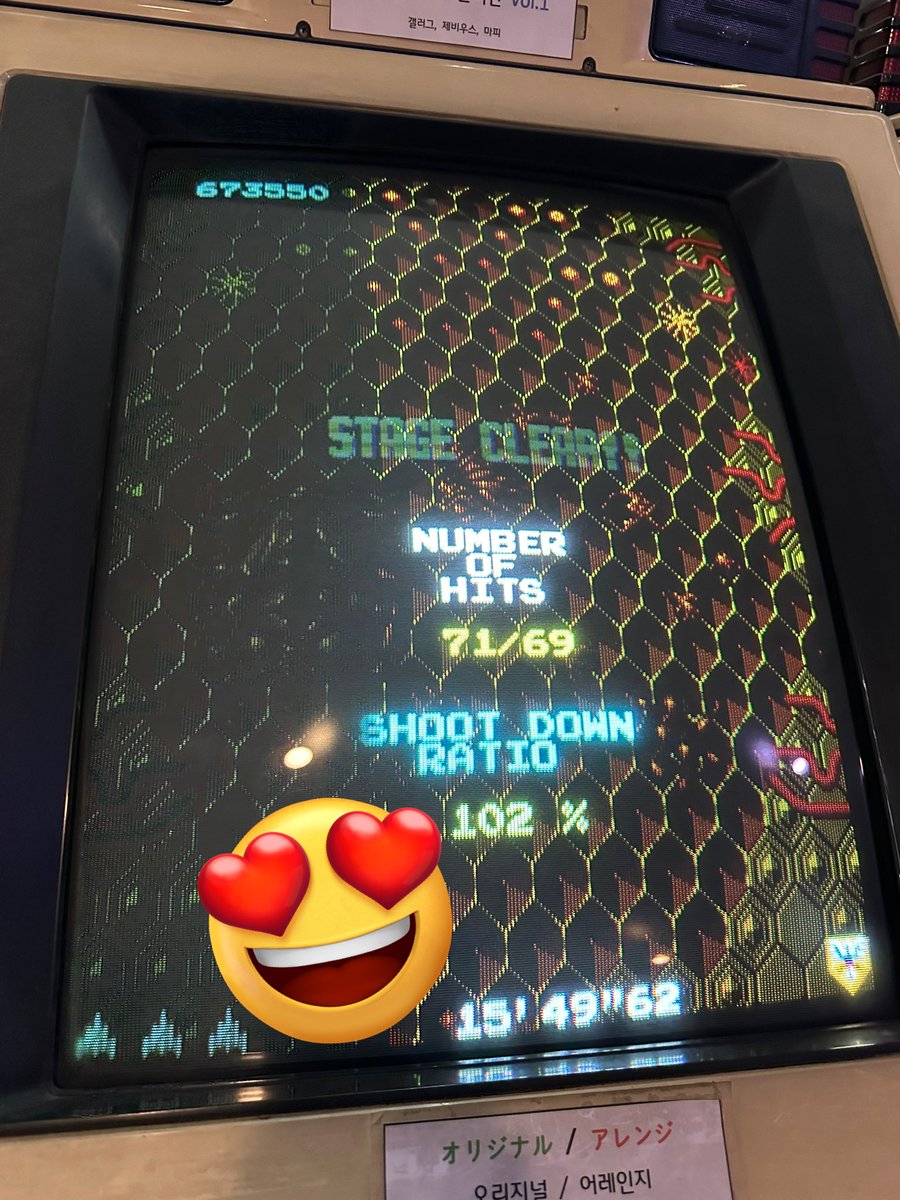 Vol.1
갤러그, 제비우스, 마피
673550
STAGE CLEAR!!
NUMBER
OF
HITS
71/69
SHOOT DOWN
RATIO
102 %
15'49"62
オリジナル / アレンジ
오리지널 / 어레인지